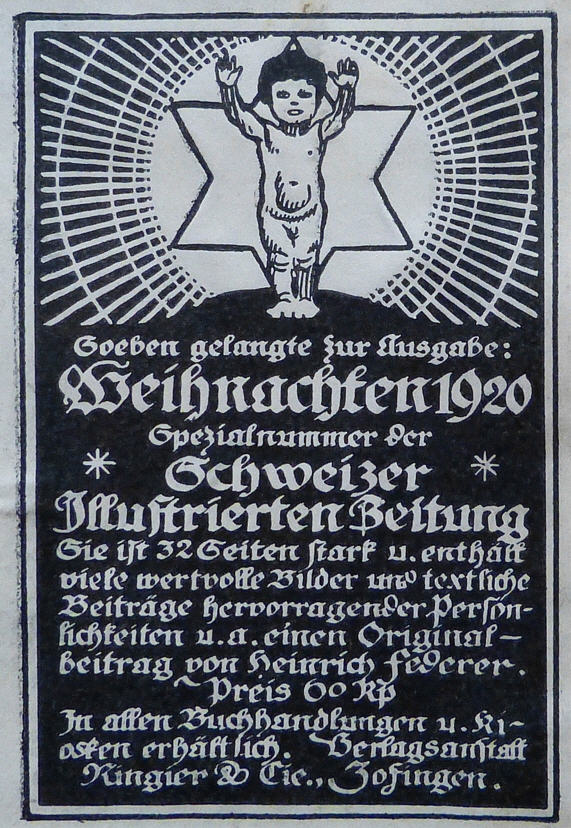 Soeben gelangte zur Ausgabe:
Weihnachten 1920
Spezialnummer der
Schweizer
Illustrierten Zeitung
Sie ist 32 Seiten stark u. enthält
viele wertvolle Bilder und textliche
Beiträge hervorragender Persön-
lichkeiten u.a. einen Original-
beitrag von Heinrich Federer.
Preis 60 Rp
In allen Buchhandlungen u. Ki-
osken erhältlich. Verlagsanstalt
Ringier & Cie., Zofingen.